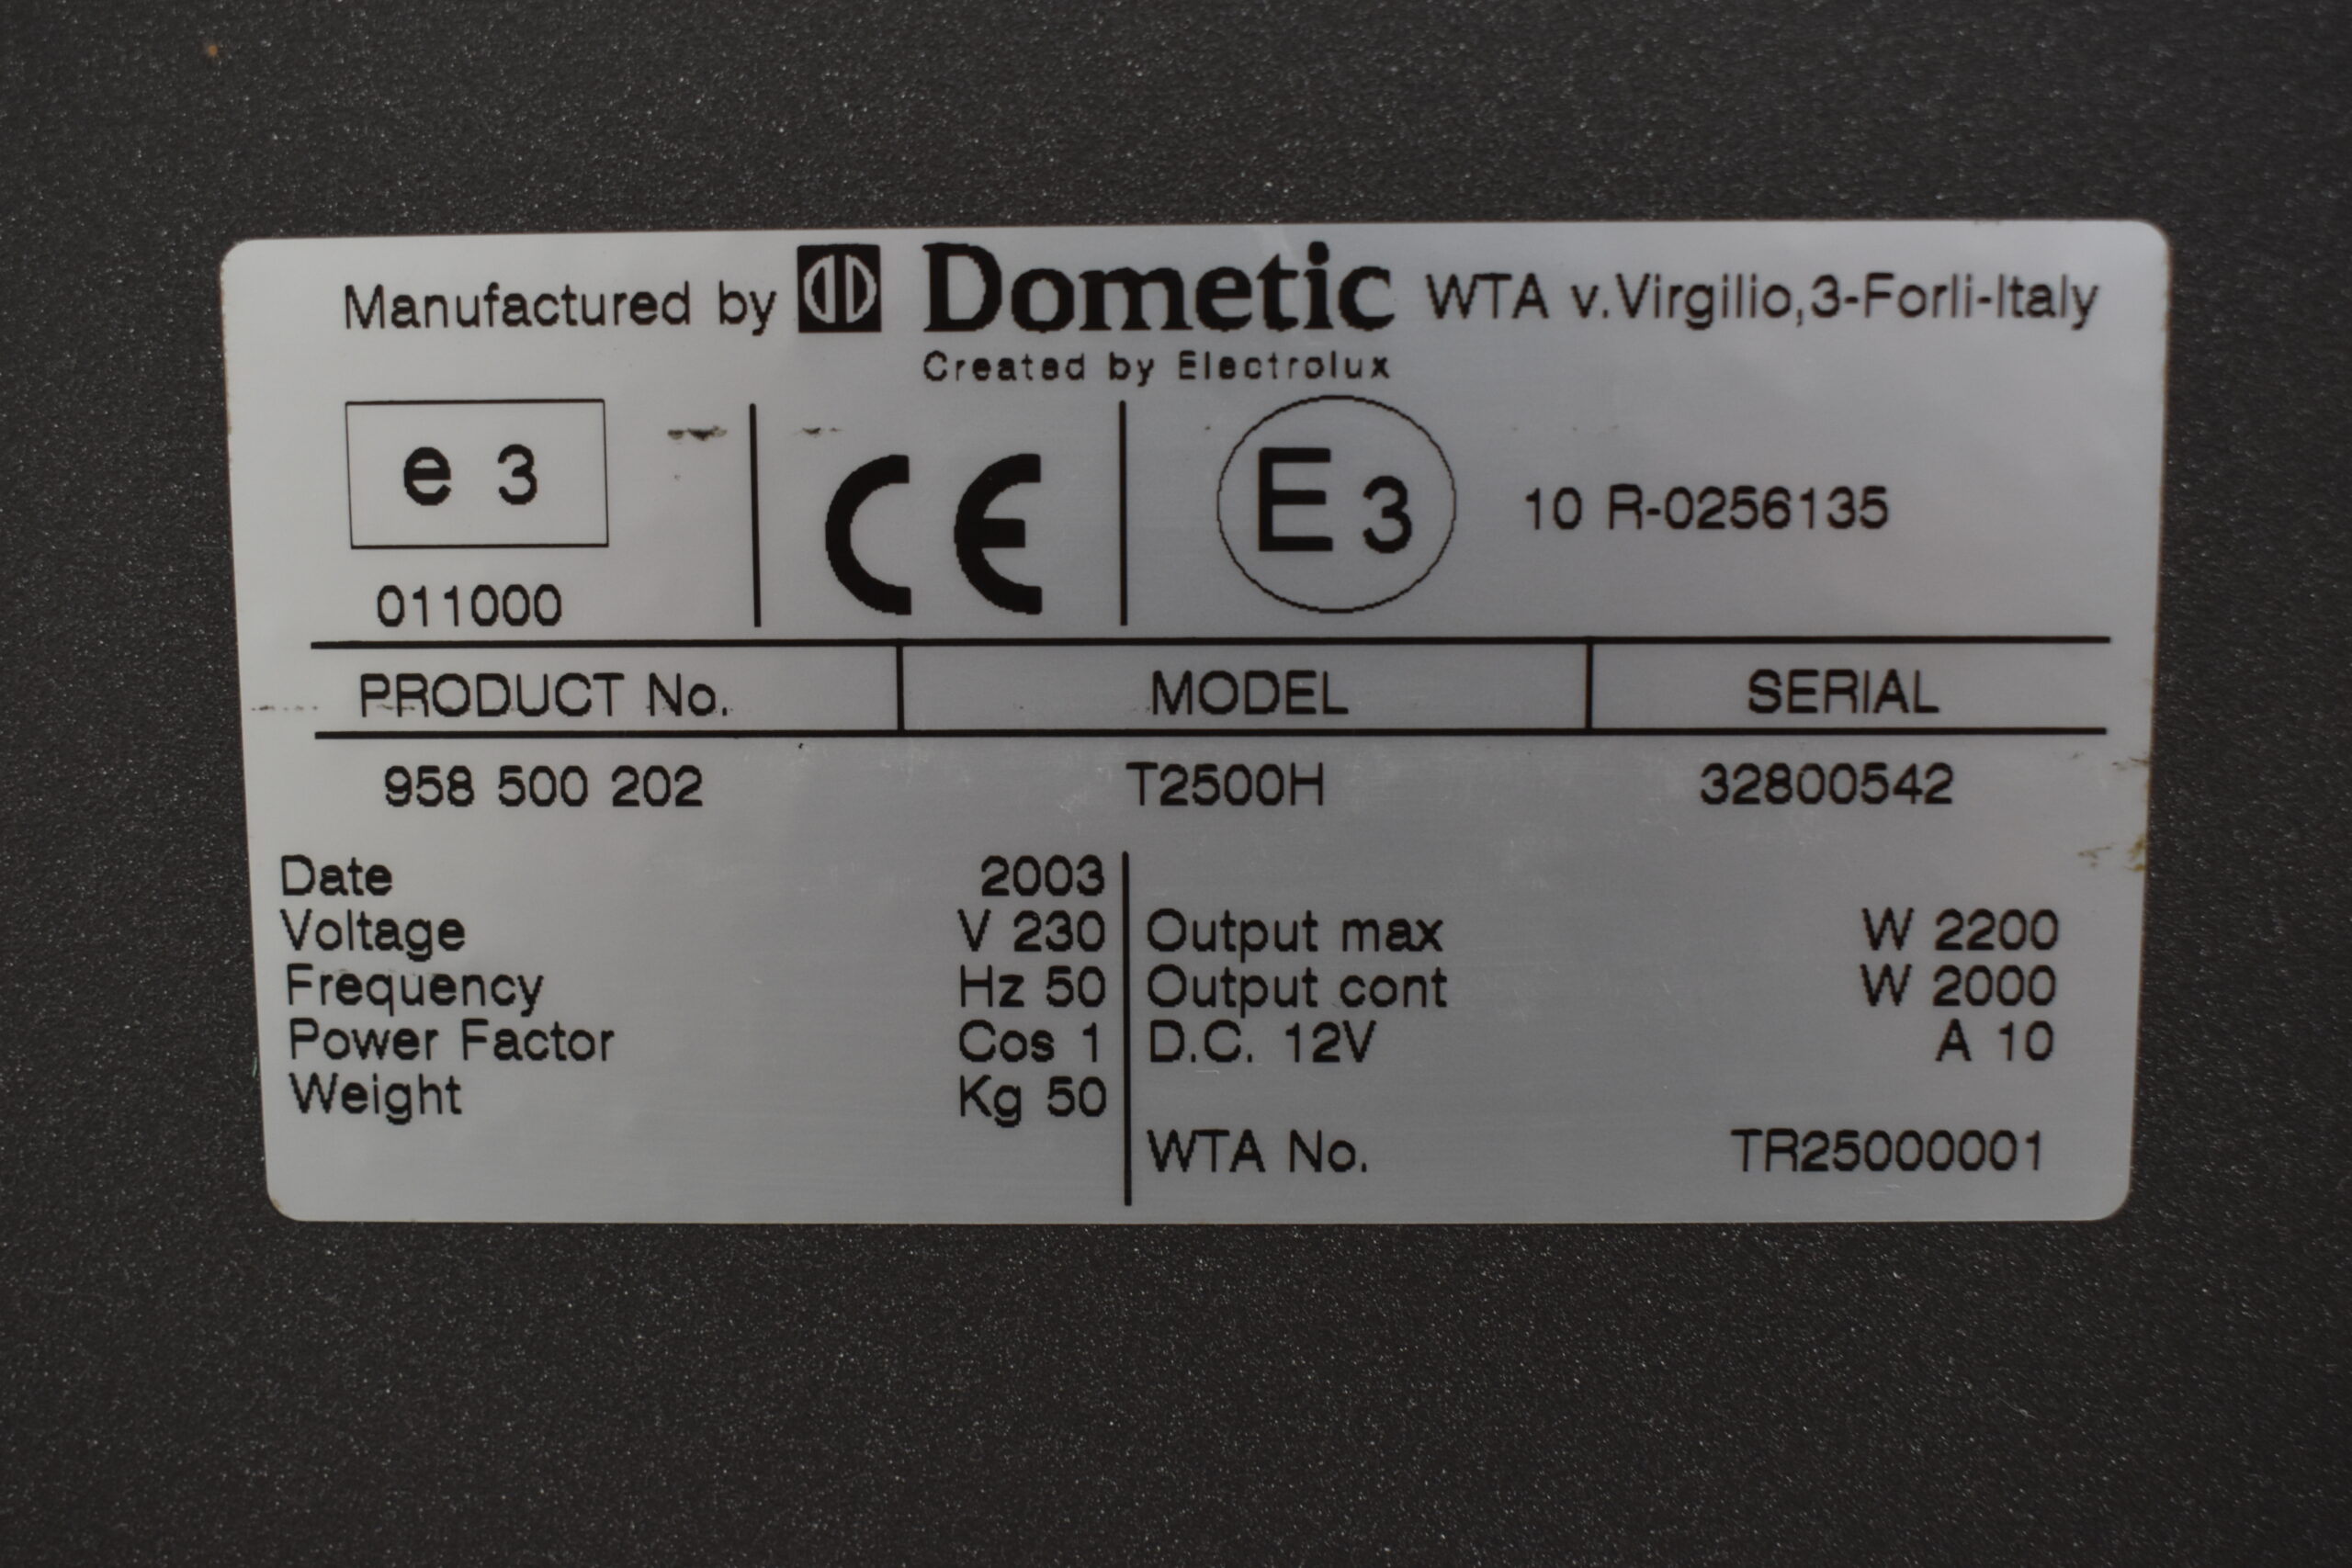 Manufactured by Dometic WTA v.Virgilio,3-Forli-Italy
Created by Electrolux
e 3
011000
CE
E 3
10 R-0256135
PRODUCT No. MODEL SERIAL
958 500 202 T2500H 32800542
Date 2003
Voltage V 230 Output max W 2200
Frequency Hz 50 Output cont W 2000
Power Factor Cos 1 D.C. 12V A 10
Weight Kg 50
WTA No. TR25000001